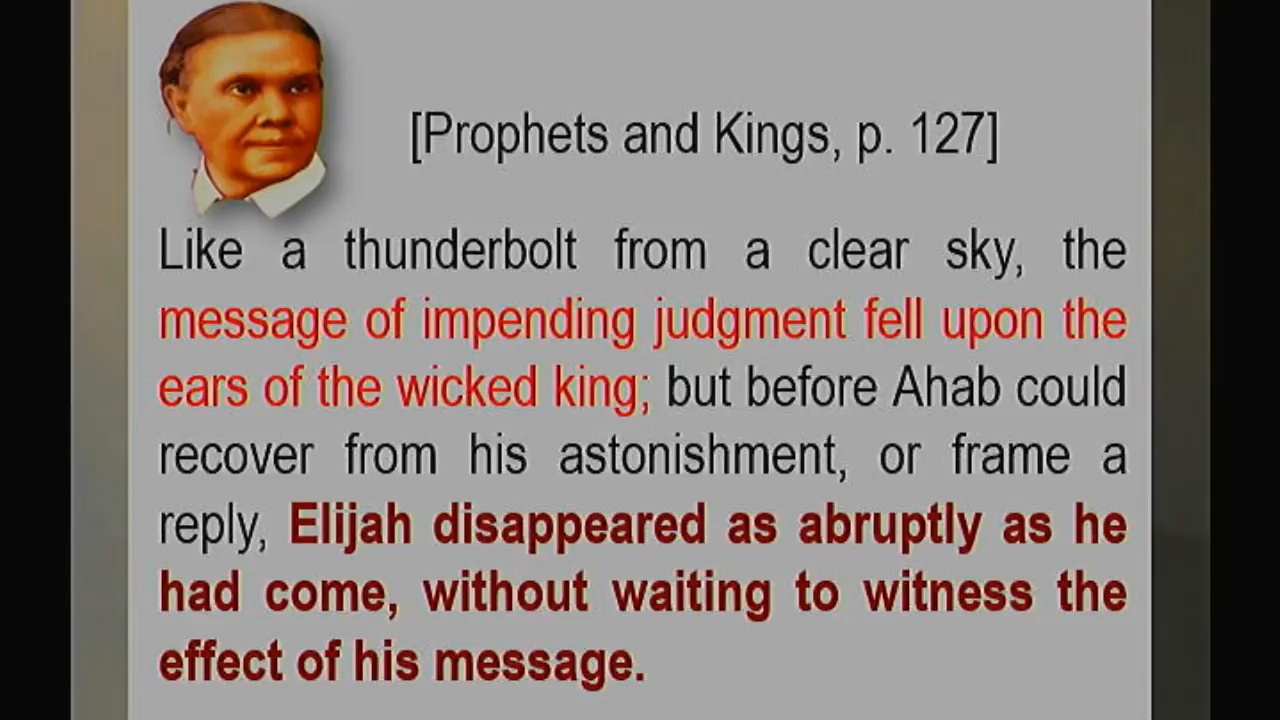 [Prophets and Kings, p. 127]
Like a thunderbolt from a clear sky, the
message of impending judgment fell upon the
ears of the wicked king; but before Ahab could
recover from his astonishment, or frame a
reply, Elijah disappeared as abruptly as he
had come, without waiting to witness the
effect of his message.